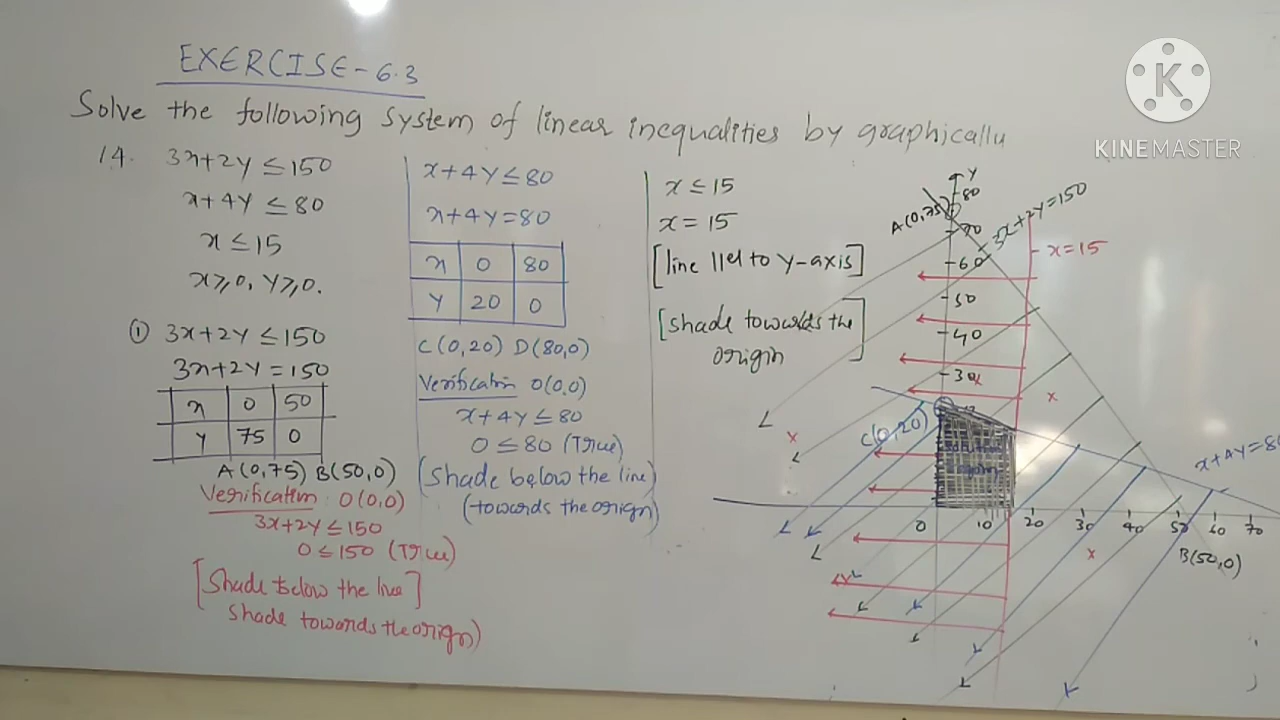 EXERCISE-6.3
Solve the following system of linear inequalities by graphically
14. 3x+2y ≤ 150
x+4y ≤ 80
x ≤ 15
x ≥ 0, y ≥ 0.
① 3x+2y ≤ 150
3x+2y = 150
x 0 50
y 75 0
A(0,75) B(50,0)
Verification: O(0,0)
3x+2y ≤ 150
0 ≤ 150 (True)
[Shade below the line]
Shade towards the orign)
x+4y ≤ 80
x+4y = 80
x 0 80
y 20 0
C(0,20) D(80,0)
Verification O(0,0)
x+4y ≤ 80
0 ≤ 80 (True)
(Shade below the line)
(towards the orign)
x ≤ 15
x = 15
[line ||el to y-axis]
[shade towards the
origin]
K
KINEMASTER
Y
80
A(0,75)
70
3x+2y=150
x=15
60
50
40
30
C(0,20)
x+4y=80
0 10 20 30 40 50 60 70
B(50,0)